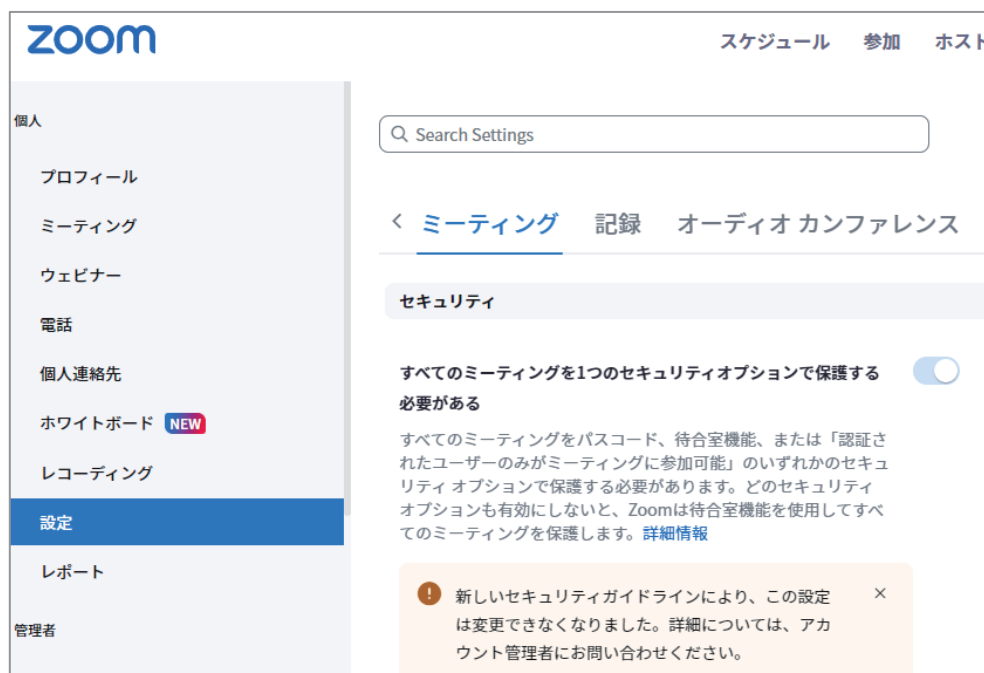 zoom
スケジュール 参加 ホスト
個人
プロフィール
ミーティング
ウェビナー
電話
個人連絡先
ホワイトボード NEW
レコーディング
設定
レポート
管理者
Search Settings
ミーティング 記録 オーディオ カンファレンス
セキュリティ
すべてのミーティングを1つのセキュリティオプションで保護する
必要がある
すべてのミーティングをパスコード、待合室機能、または「認証さ
れたユーザーのみがミーティングに参加可能」のいずれかのセキュ
リティ オプションで保護する必要があります。どのセキュリティ
オプションも有効にしないと、Zoomは待合室機能を使用してすべ
てのミーティングを保護します。詳細情報
新しいセキュリティガイドラインにより、この設定
は変更できなくなりました。詳細については、アカ
ウント管理者にお問い合わせください。